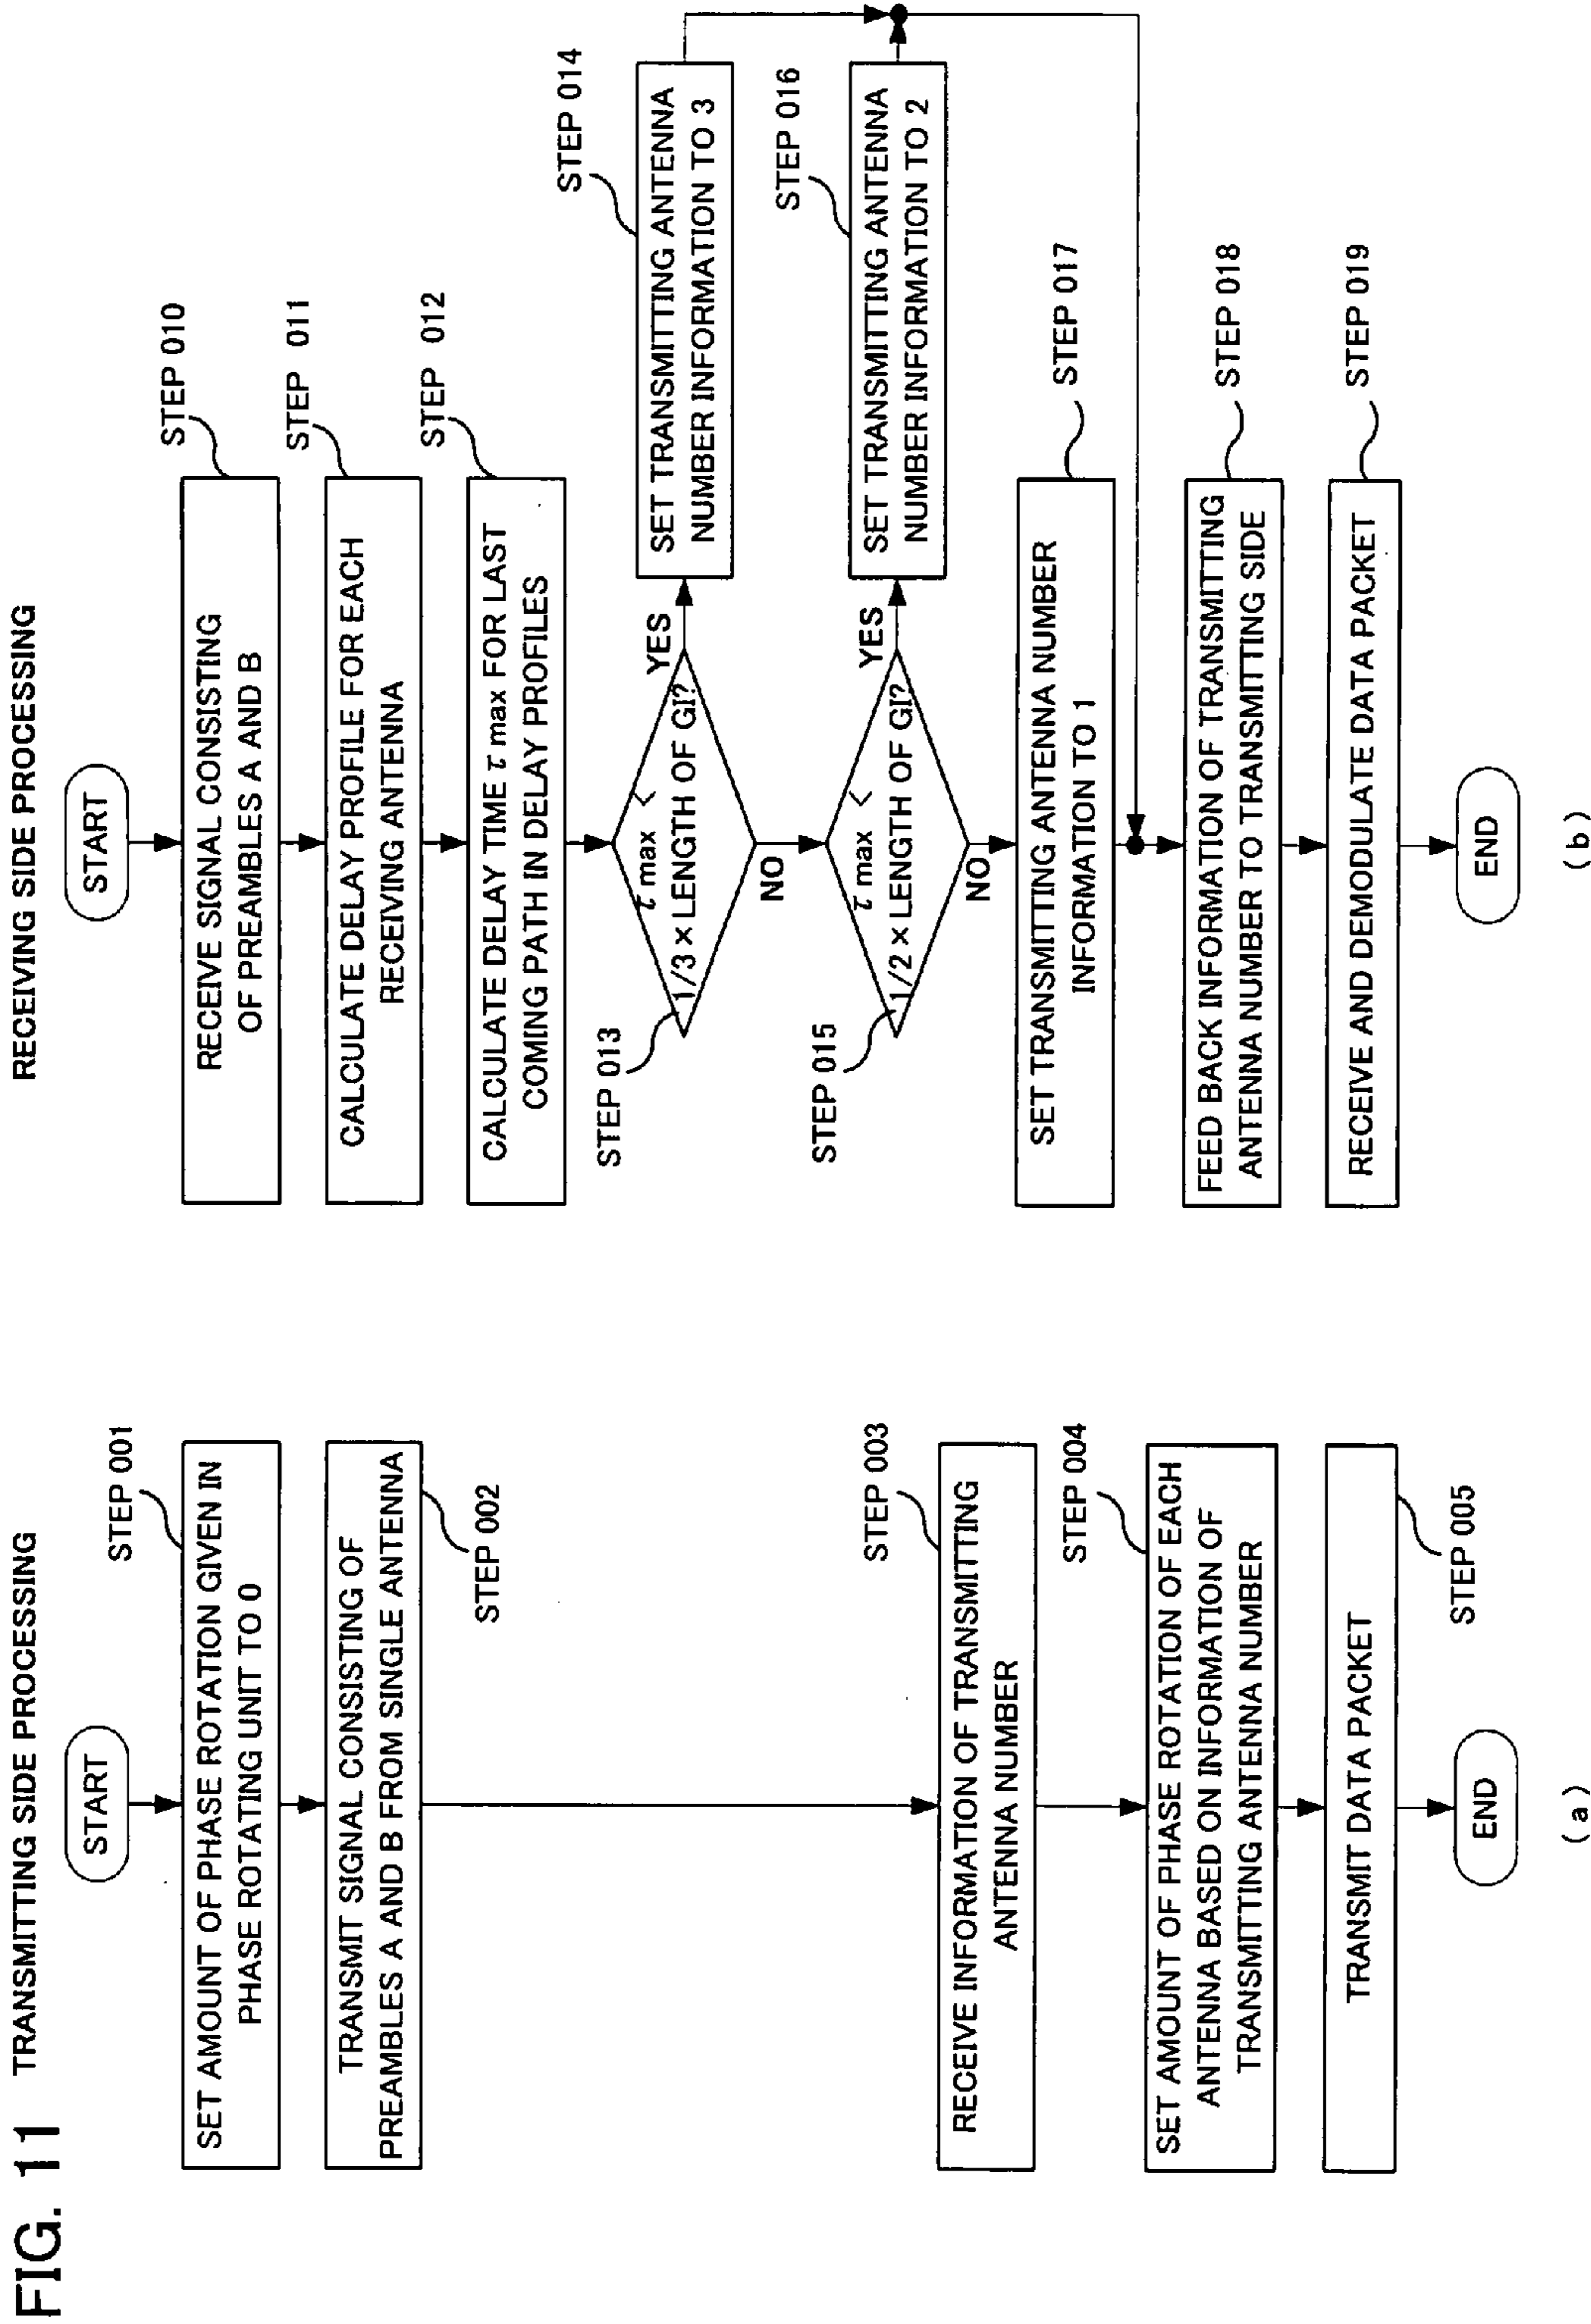 FIG. 11
TRANSMITTING SIDE PROCESSING
START
STEP 001
SET AMOUNT OF PHASE ROTATION GIVEN IN
PHASE ROTATING UNIT TO 0
TRANSMIT SIGNAL CONSISTING OF
PREAMBLES A AND B FROM SINGLE ANTENNA
STEP 002
STEP 003
RECEIVE INFORMATION OF TRANSMITTING
ANTENNA NUMBER
STEP 004
SET AMOUNT OF PHASE ROTATION OF EACH
ANTENNA BASED ON INFORMATION OF
TRANSMITTING ANTENNA NUMBER
TRANSMIT DATA PACKET
STEP 005
END
(a)
RECEIVING SIDE PROCESSING
START
STEP 010
RECEIVE SIGNAL CONSISTING
OF PREAMBLES A AND B
STEP 011
CALCULATE DELAY PROFILE FOR EACH
RECEIVING ANTENNA
STEP 012
CALCULATE DELAY TIME τ max FOR LAST
COMING PATH IN DELAY PROFILES
STEP 013
τ max <
1/3 × LENGTH OF GI?
YES
NO
STEP 014
SET TRANSMITTING ANTENNA
NUMBER INFORMATION TO 3
STEP 015
τ max <
1/2 × LENGTH OF GI?
YES
NO
STEP 016
SET TRANSMITTING ANTENNA
NUMBER INFORMATION TO 2
SET TRANSMITTING ANTENNA NUMBER
INFORMATION TO 1
STEP 017
FEED BACK INFORMATION OF TRANSMITTING
ANTENNA NUMBER TO TRANSMITTING SIDE
STEP 018
RECEIVE AND DEMODULATE DATA PACKET
STEP 019
END
(b)